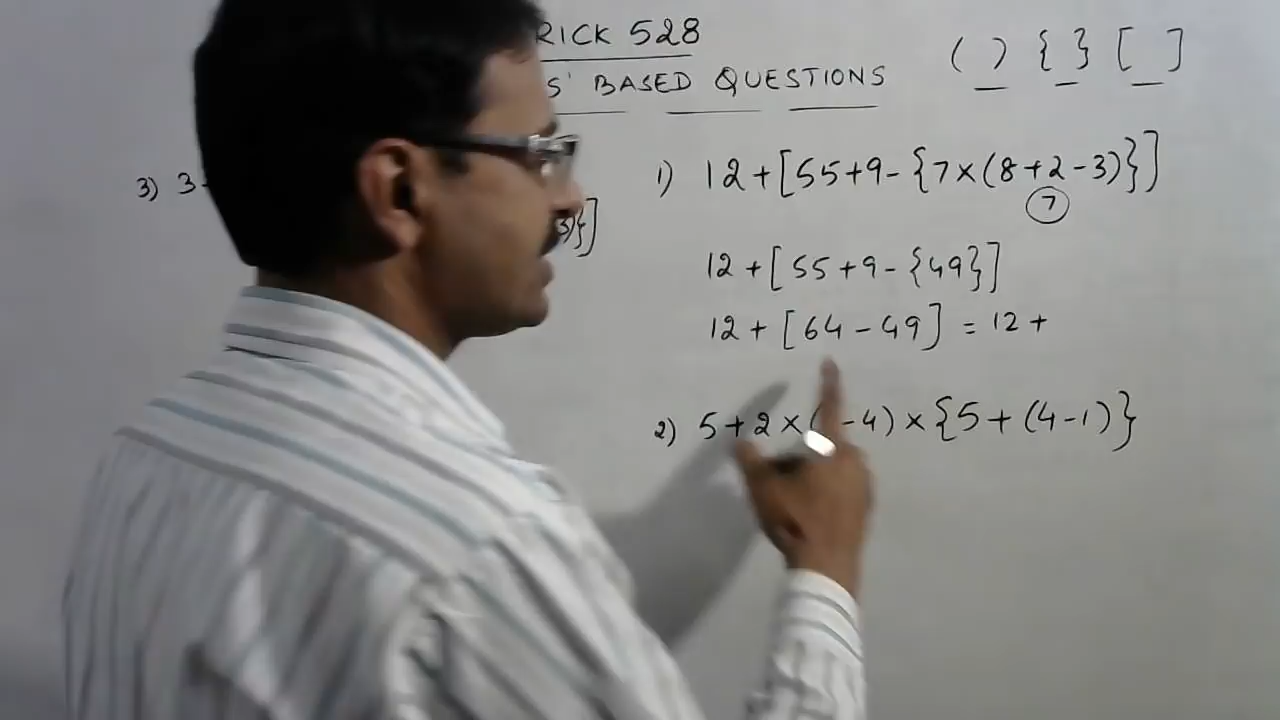 RICK 528
S' BASED QUESTIONS
( ) { } [ ]
1) 12+[55+9-{7×(8+2-3)}]
7
12+[55+9-{49}]
12+[64-49] = 12+
2) 5+2×( -4)×{5+(4-1)}
3) 3-
3)}]